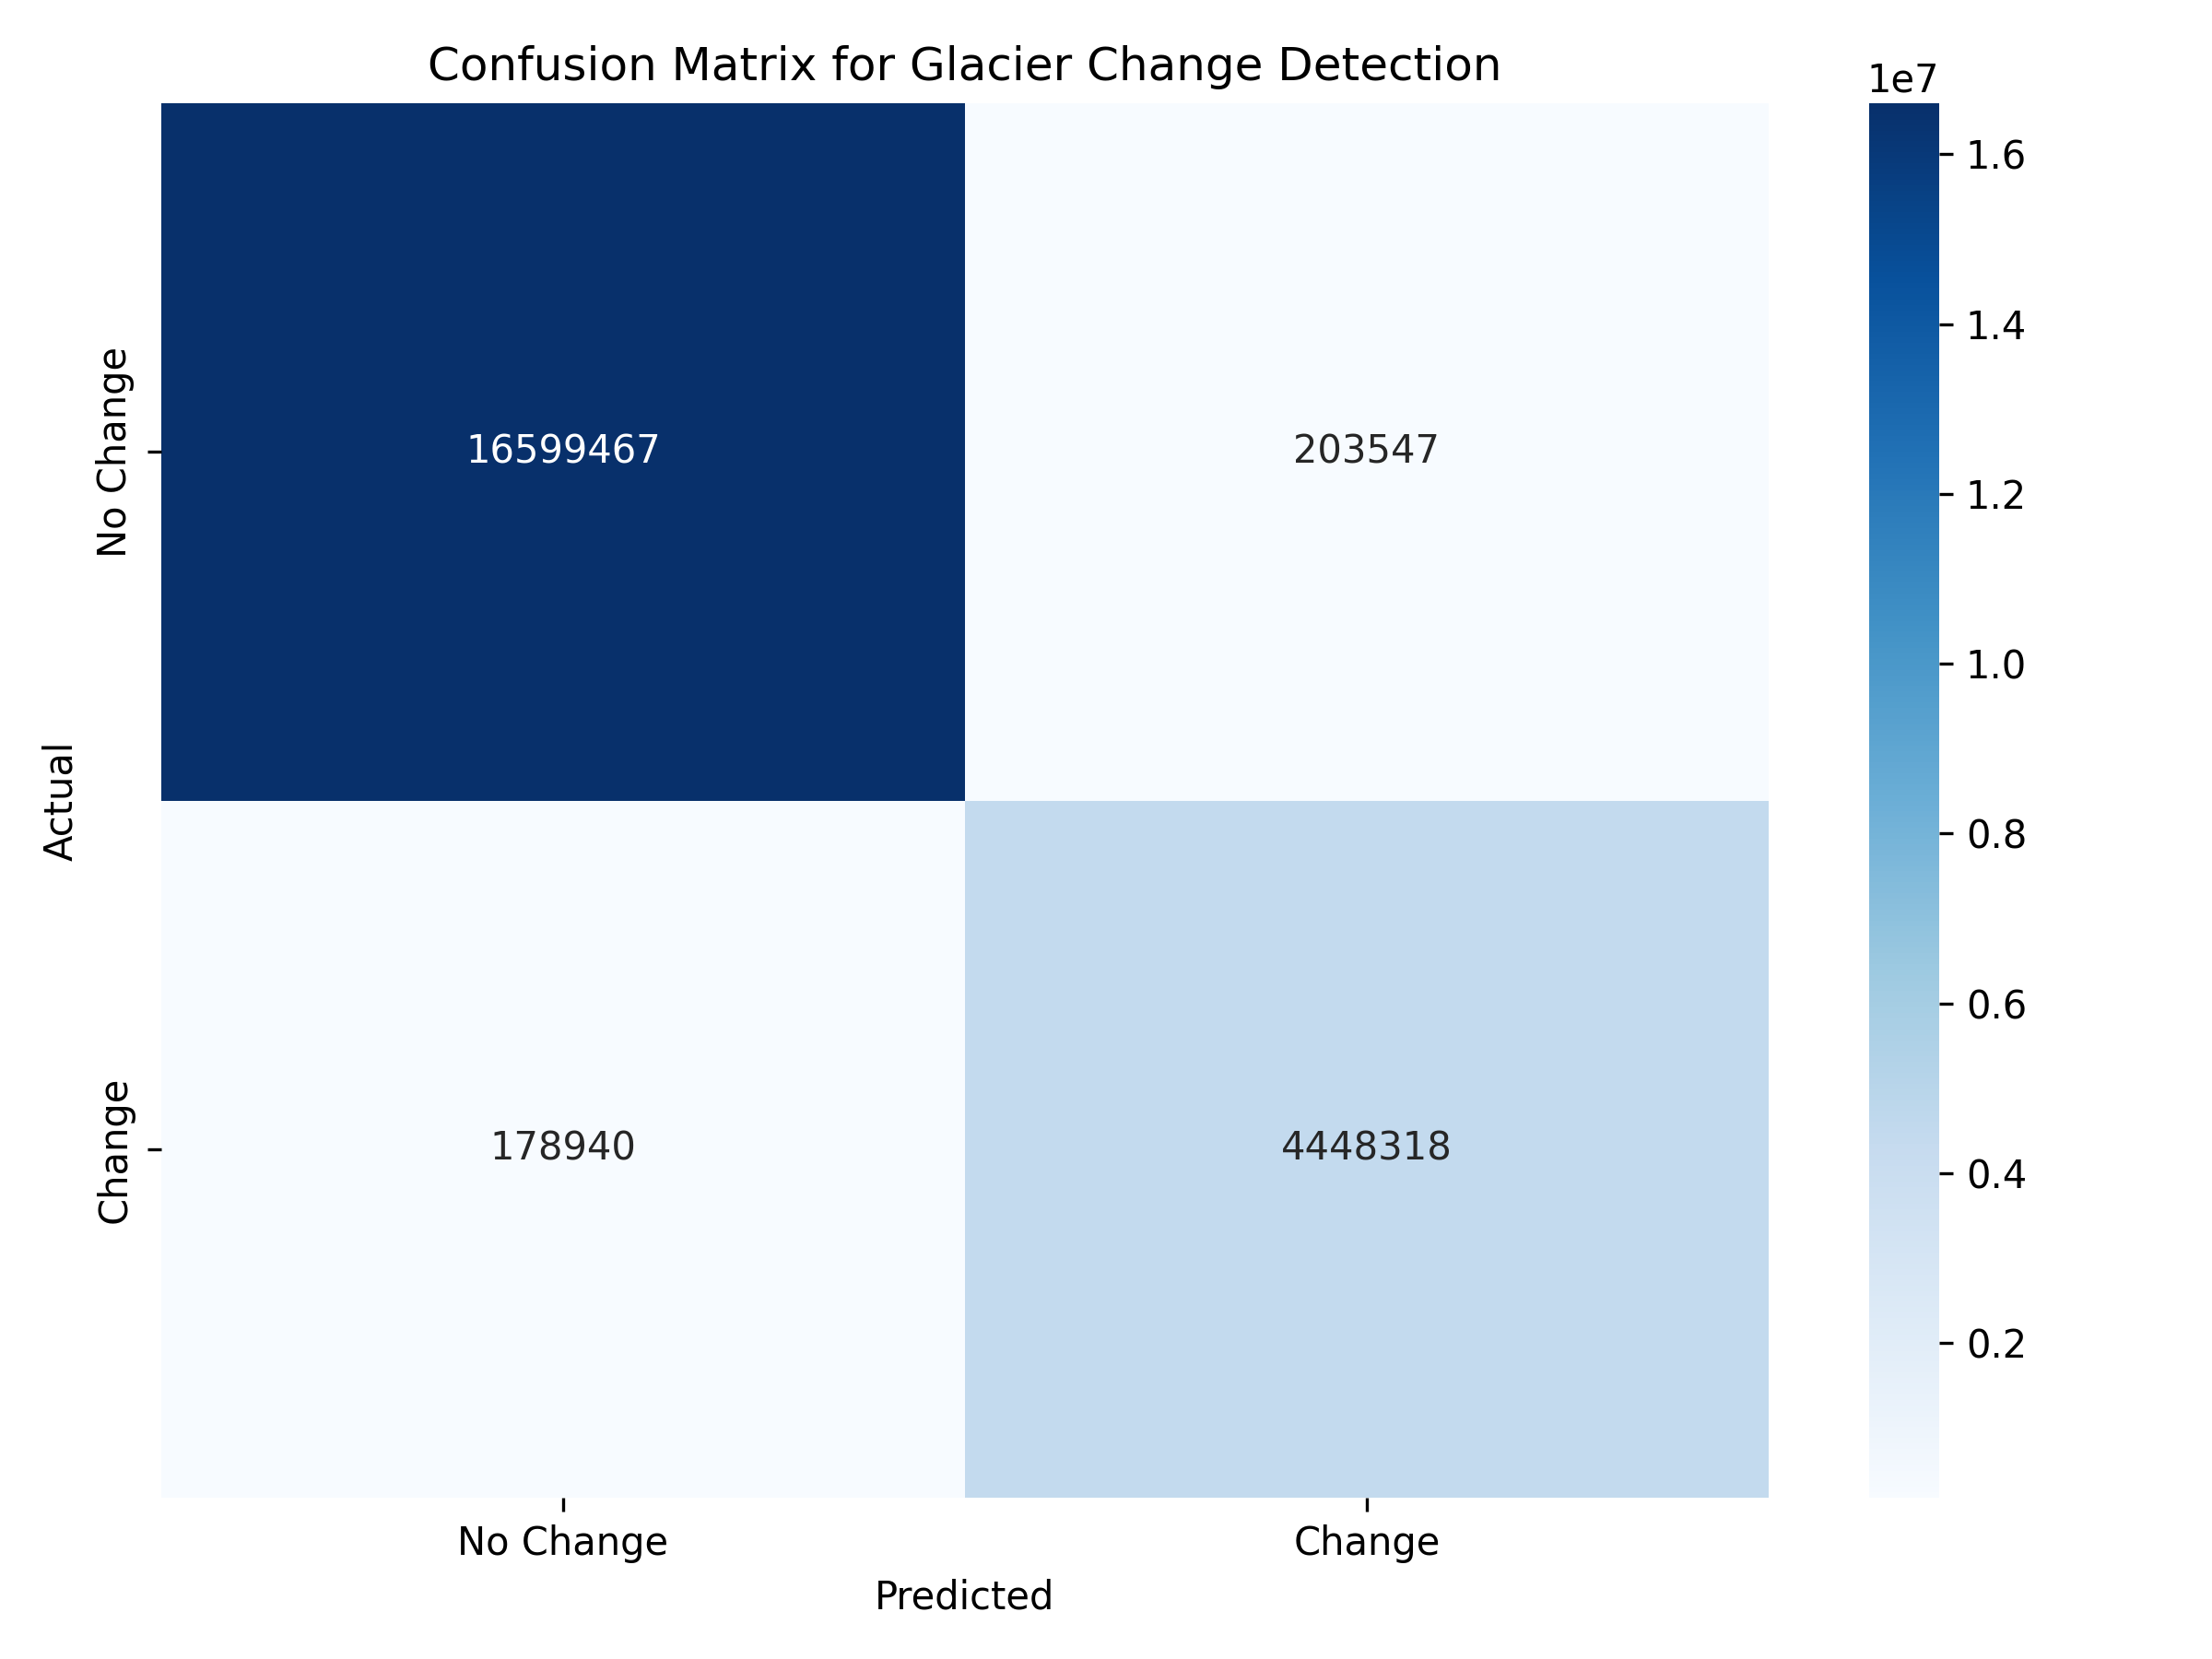 Confusion Matrix for Glacier Change Detection
1e7
1.6
1.4
1.2
1.0
0.8
0.6
0.4
0.2
Actual
No Change
Change
16599467
203547
178940
4448318
No Change
Change
Predicted